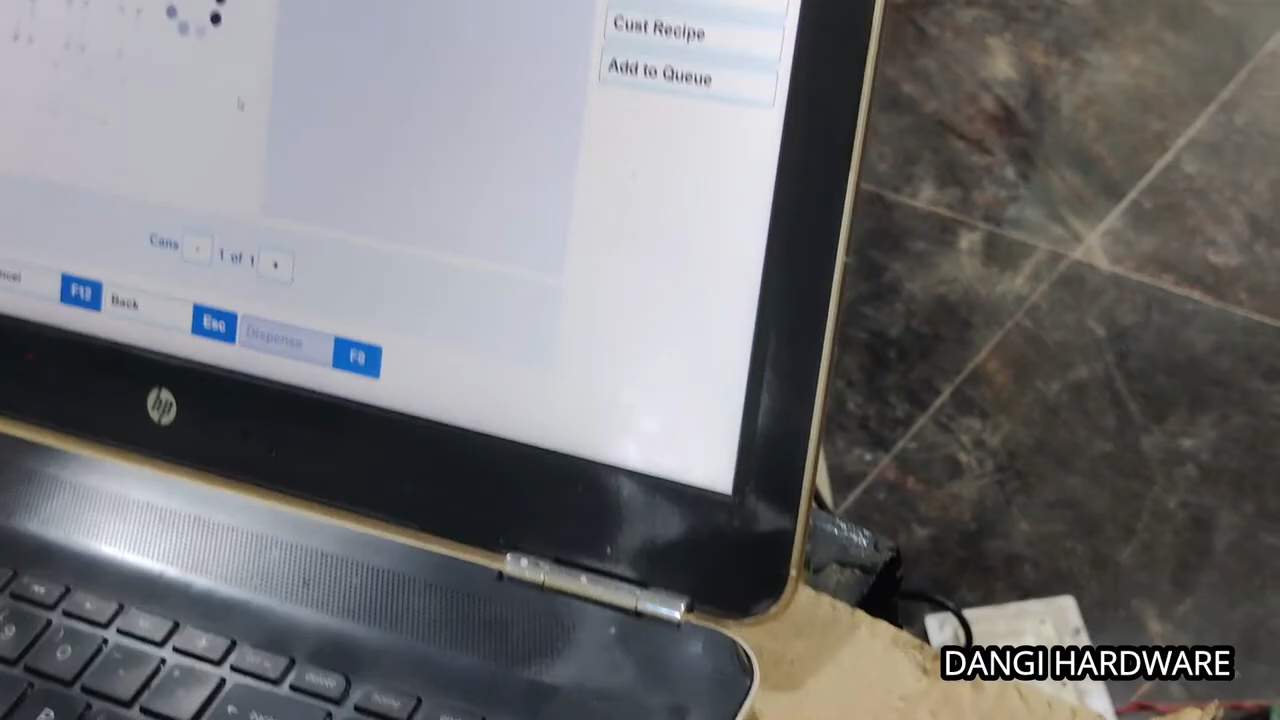 Cust Recipe
Add to Queue
Cans
1 of 1
F12
Back
Esc
Dispense
F8
hp
DANGI HARDWARE